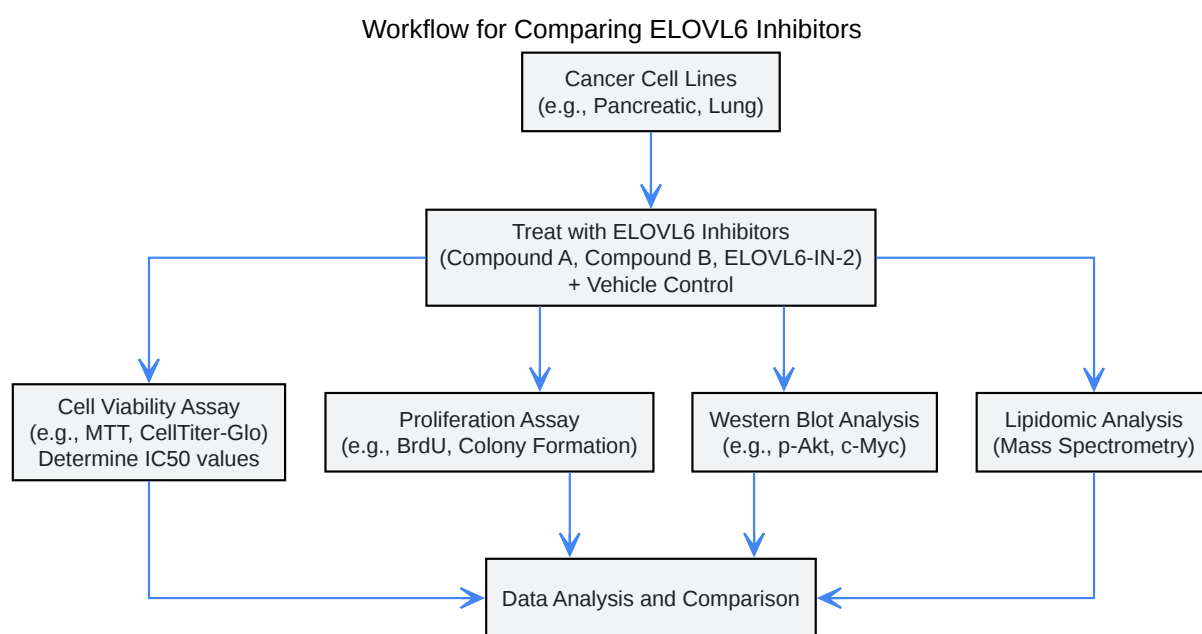 Workflow for Comparing ELOVL6 Inhibitors
Cancer Cell Lines
(e.g., Pancreatic, Lung)
Treat with ELOVL6 Inhibitors
(Compound A, Compound B, ELOVL6-IN-2)
+ Vehicle Control
Cell Viability Assay
(e.g., MTT, CellTiter-Glo)
Determine IC50 values
Proliferation Assay
(e.g., BrdU, Colony Formation)
Western Blot Analysis
(e.g., p-Akt, c-Myc)
Lipidomic Analysis
(Mass Spectrometry)
Data Analysis and Comparison